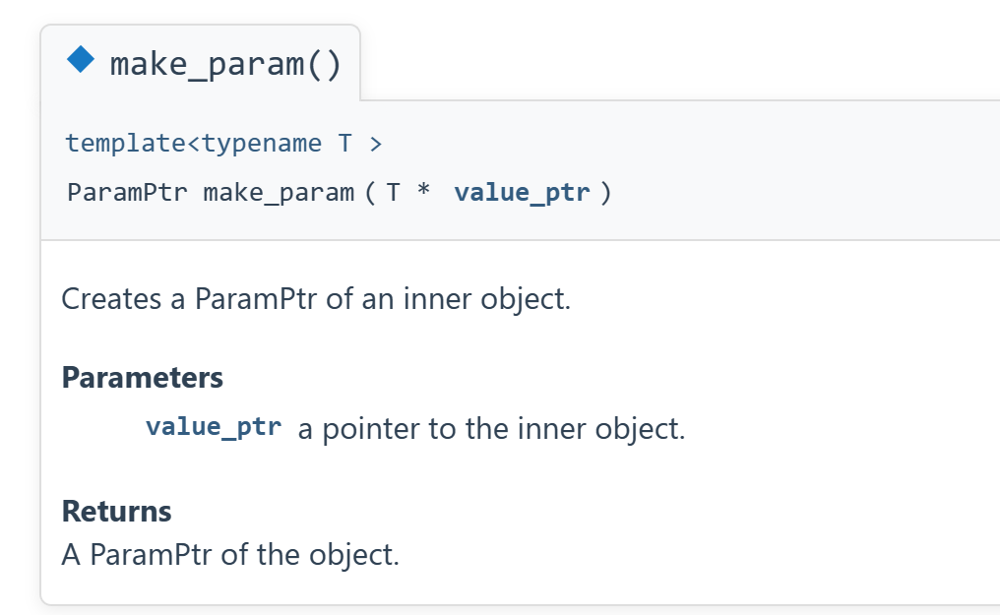 make_param()
template<typename T >
ParamPtr make_param ( T * value_ptr )
Creates a ParamPtr of an inner object.
Parameters
value_ptr a pointer to the inner object.
Returns
A ParamPtr of the object.